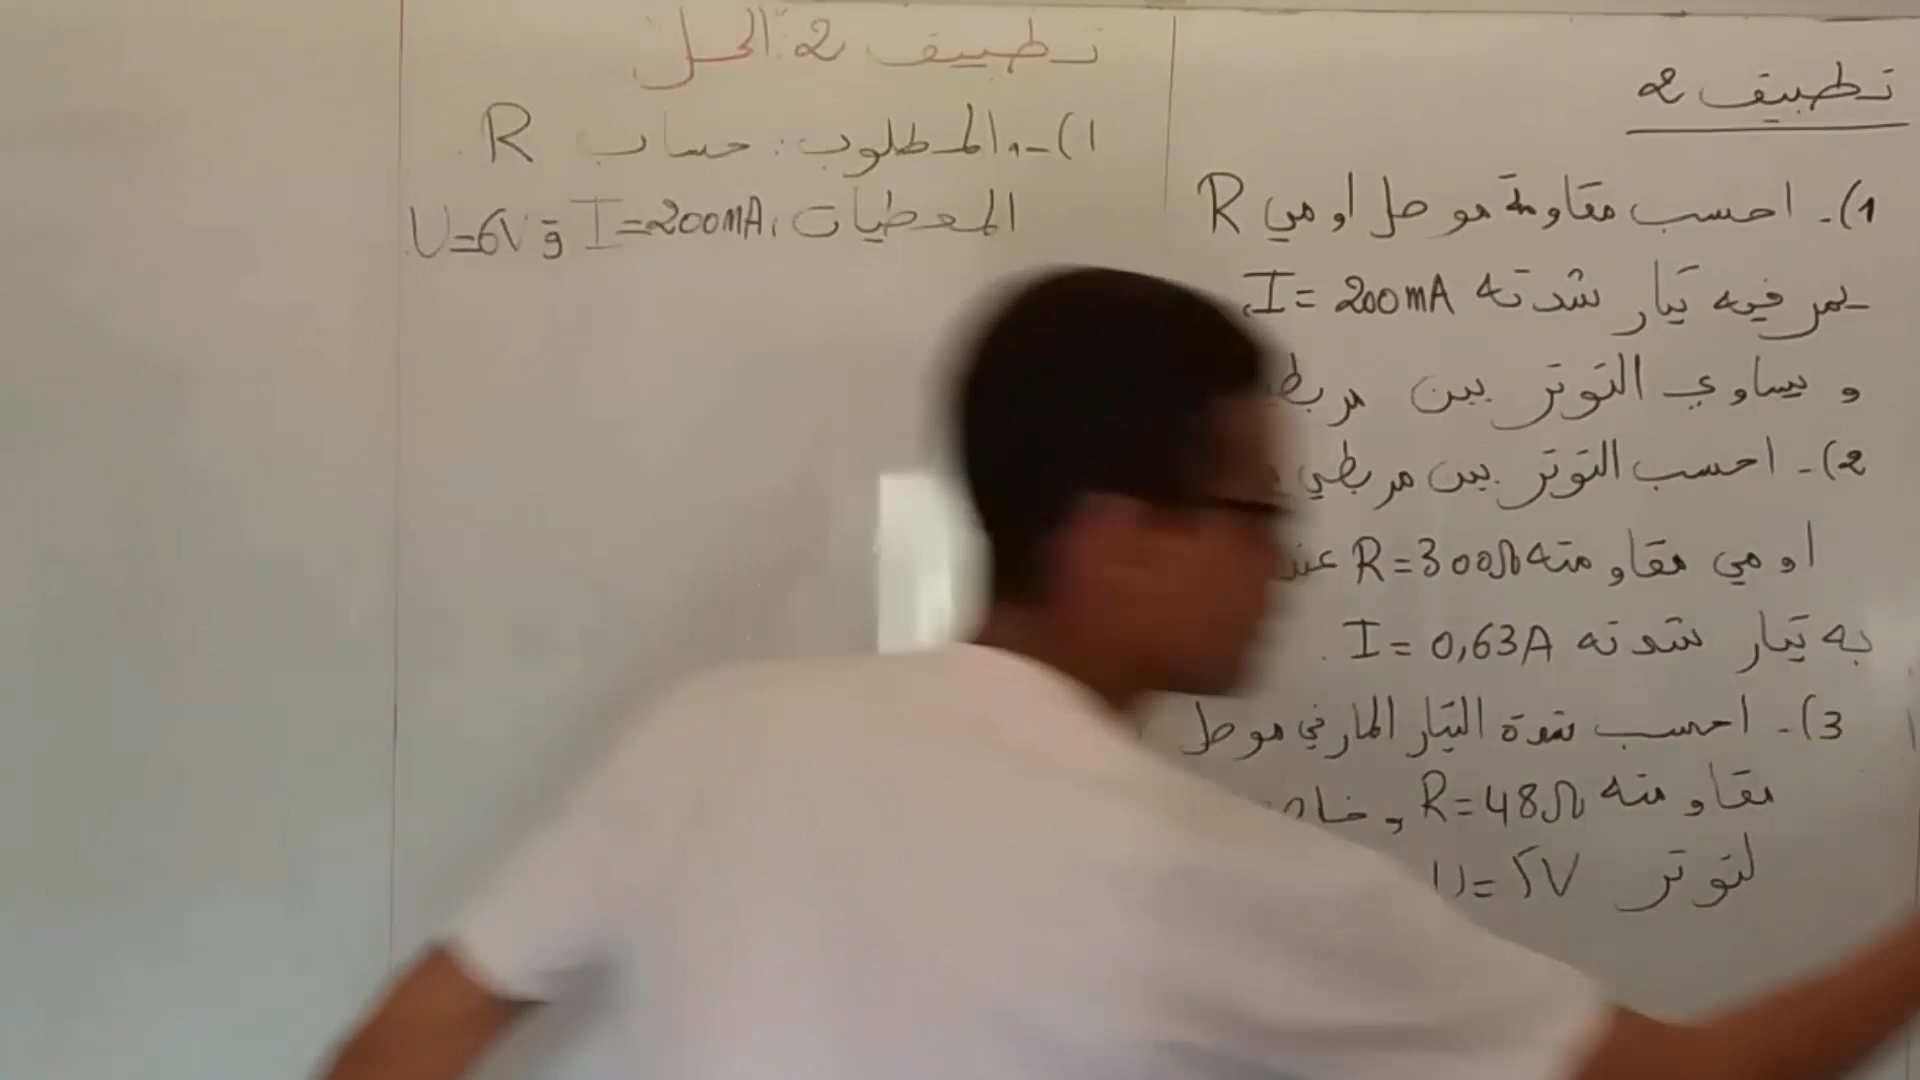 تطبيق 2
1)- احسب مقاومة موصل اومي R
يمر فيه تيار شدته I = 200mA
و يساوي التوتر بين
2)- احسب التوتر بين مربطي
اومي مقاومته R=300Ω
به تيار شدته I = 0,63A .
3)- احسب شدة التيار المار في موصل
مقاومته R=48Ω و
لتوتر
تطبيق 2: الحل
1)- المطلوب: حساب R
المعطيات: I=200mA و U=6V